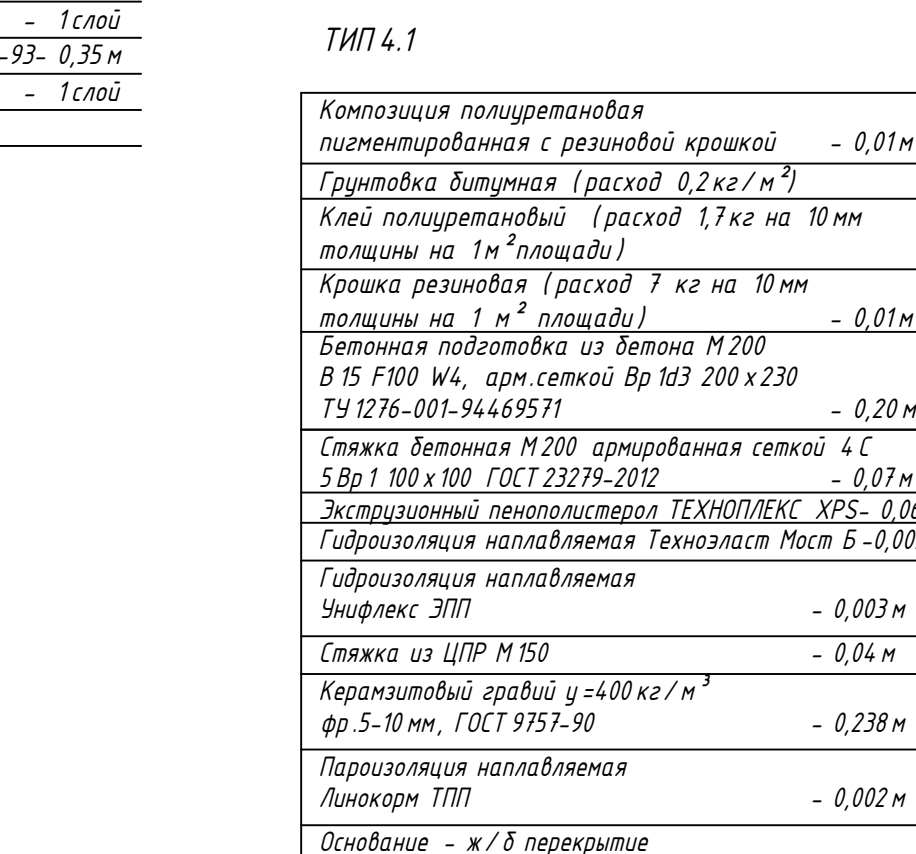 - 1 слой
-93- 0,35 м
- 1 слой
ТИП 4.1
Композиция полиуретановая
пигментированная с резиновой крошкой - 0,01 м
Грунтовка битумная (расход 0,2 кг/м²)
Клей полиуретановый (расход 1,7 кг на 10 мм
толщины на 1 м² площади)
Крошка резиновая (расход 7 кг на 10 мм
толщины на 1 м² площади) - 0,01 м
Бетонная подготовка из бетона М200
В 15 F100 W4, арм.сеткой Вр 1d3 200 х 230
ТУ 1276-001-94469571 - 0,20 м
Стяжка бетонная М200 армированная сеткой 4 С
5 Вр 1 100 х 100 ГОСТ 23279-2012 - 0,07 м
Экструзионный пенополистерол ТЕХНОПЛЕКС XPS- 0,06
Гидроизоляция наплавляемая Техноэласт Мост Б -0,00
Гидроизоляция наплавляемая
Унифлекс ЭПП - 0,003 м
Стяжка из ЦПР М 150 - 0,04 м
Керамзитовый гравий y =400 кг/м³
фр.5-10 мм, ГОСТ 9757-90 - 0,238 м
Пароизоляция наплавляемая
Линокорм ТПП - 0,002 м
Основание - ж/б перекрытие